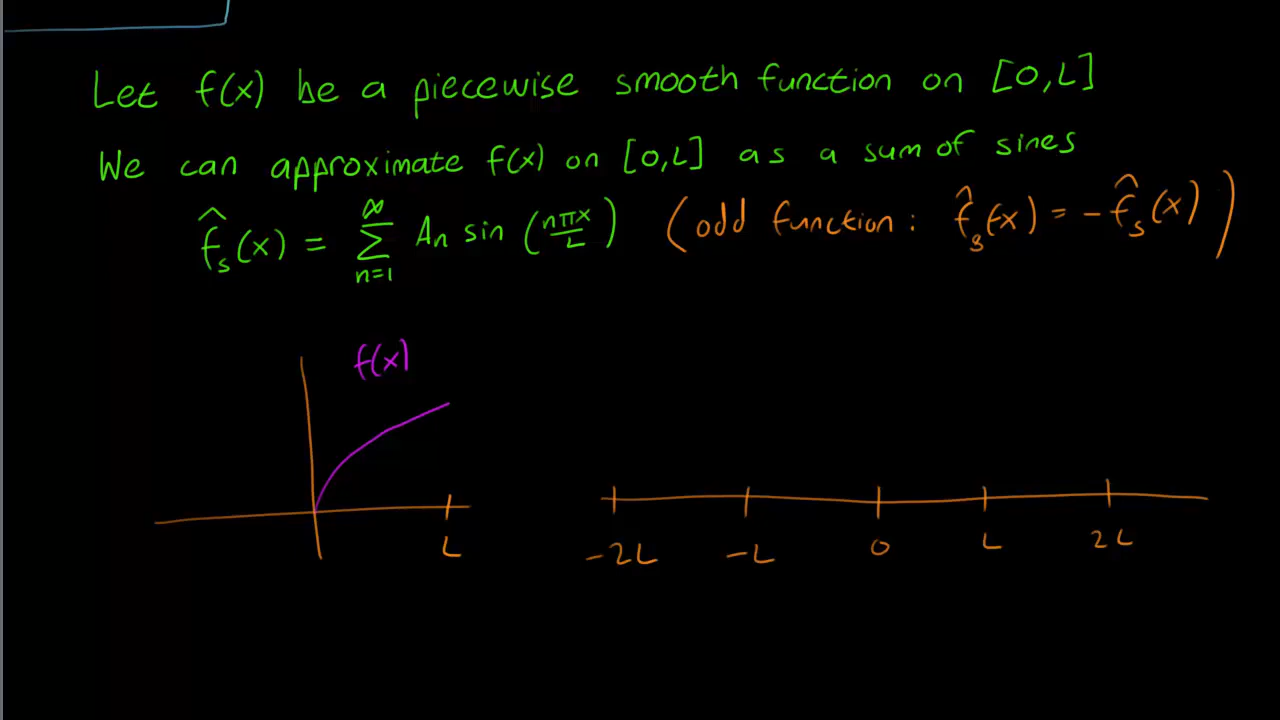 Let f(x) be a piecewise smooth function on [0,L]
We can approximate f(x) on [0,L] as a sum of sines
f̂ₛ(x) = ∑_{n=1}^{∞} An sin (nπx/L) (odd function: f̂ₛ(x) = -f̂ₛ(x))
f(x)
L
-2L -L 0 L 2L